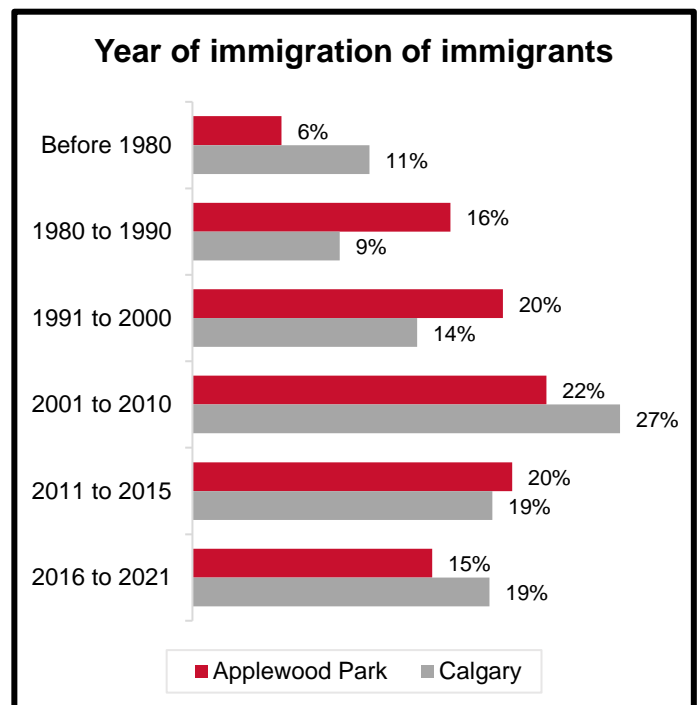 Year of immigration of immigrants
Before 1980
6%
11%
1980 to 1990
16%
9%
1991 to 2000
20%
14%
2001 to 2010
22%
27%
2011 to 2015
20%
19%
2016 to 2021
15%
19%
Applewood Park Calgary